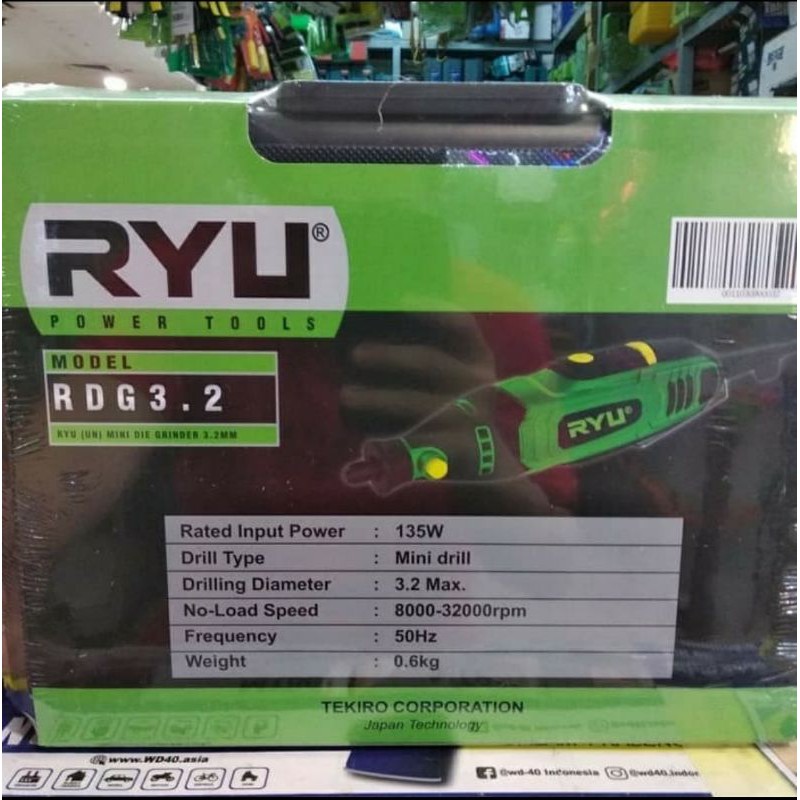 RYU®
POWER TOOLS
MODEL
RDG3.2
RYU (UN) MINI DIE GRINDER 3.2MM
RYU®
Rated Input Power : 135W
Drill Type : Mini drill
Drilling Diameter : 3.2 Max.
No-Load Speed : 8000-32000rpm
Frequency : 50Hz
Weight : 0.6kg
TEKIRO CORPORATION
Japan Technology
www.WD40.asia
@wd-40 Indonesia @wd40.indon